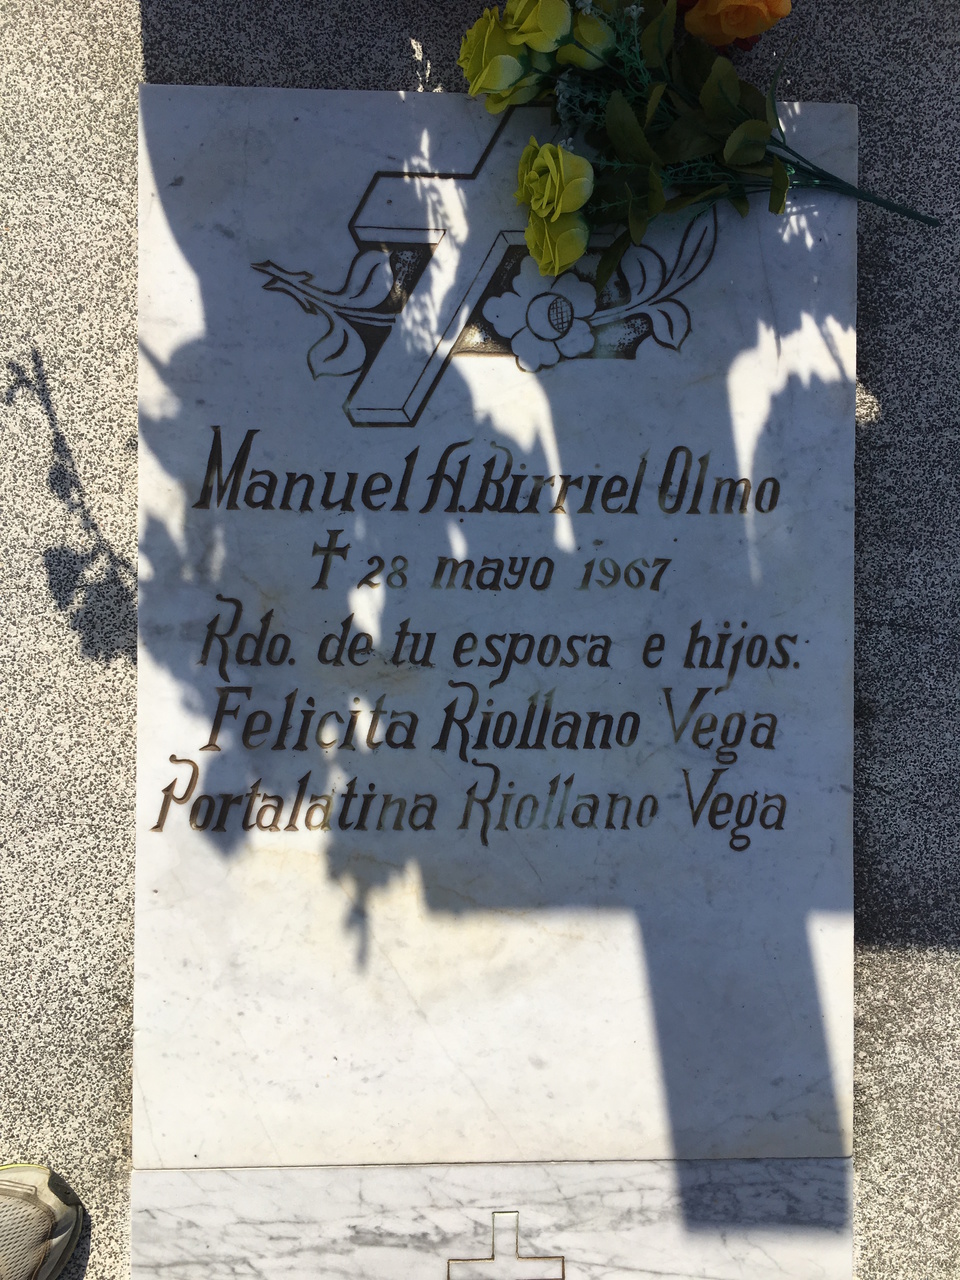 Manuel A. Birriel Olmo
✝ 28 mayo 1967
Rdo. de tu esposa e hijos.
Felicita Riollano Vega
Portalatina Riollano Vega